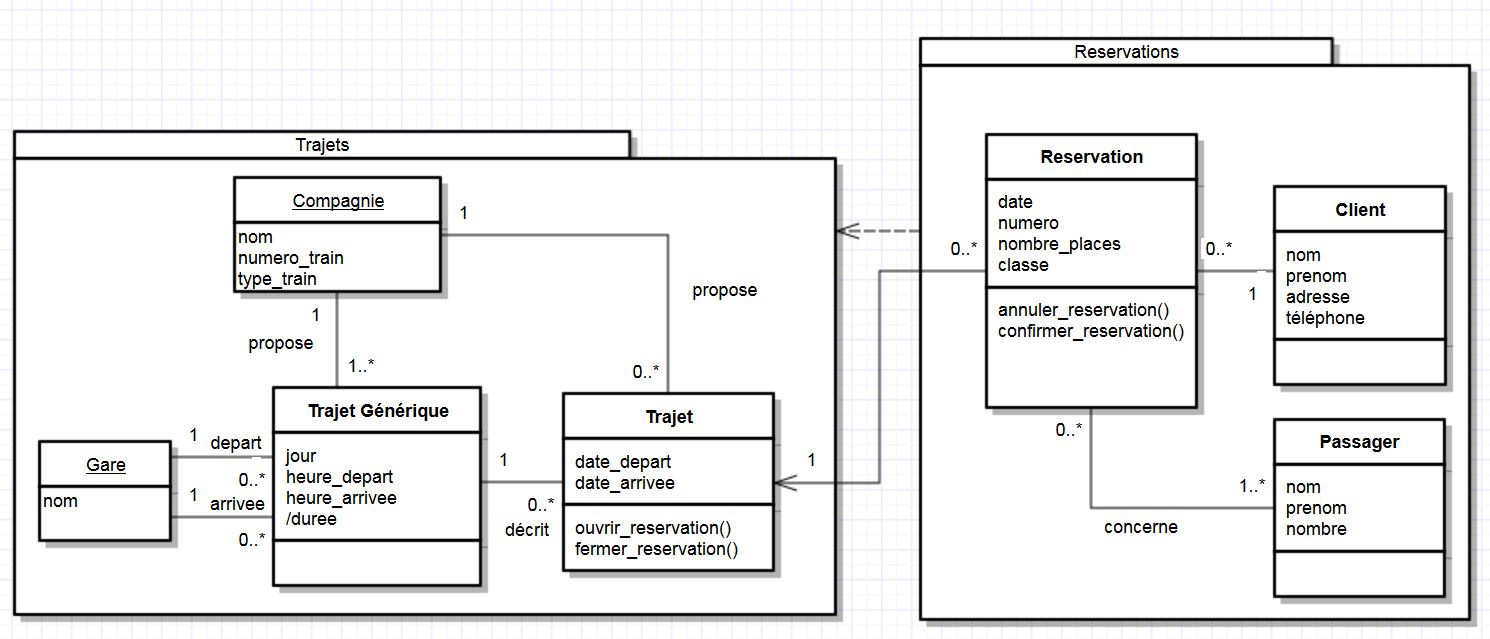 Trajets
Compagnie
nom
numero_train
type_train
1
propose
0..*
1
propose
1..*
Gare
nom
1
depart
0..*
1
arrivee
0..*
Trajet Générique
jour
heure_depart
heure_arrivee
/duree
1
0..*
décrit
Trajet
date_depart
date_arrivee
ouvrir_reservation()
fermer_reservation()
1
Reservations
Reservation
date
numero
nombre_places
classe
annuler_reservation()
confirmer_reservation()
0..*
0..*
1
Client
nom
prenom
adresse
téléphone
0..*
1..*
concerne
Passager
nom
prenom
nombre